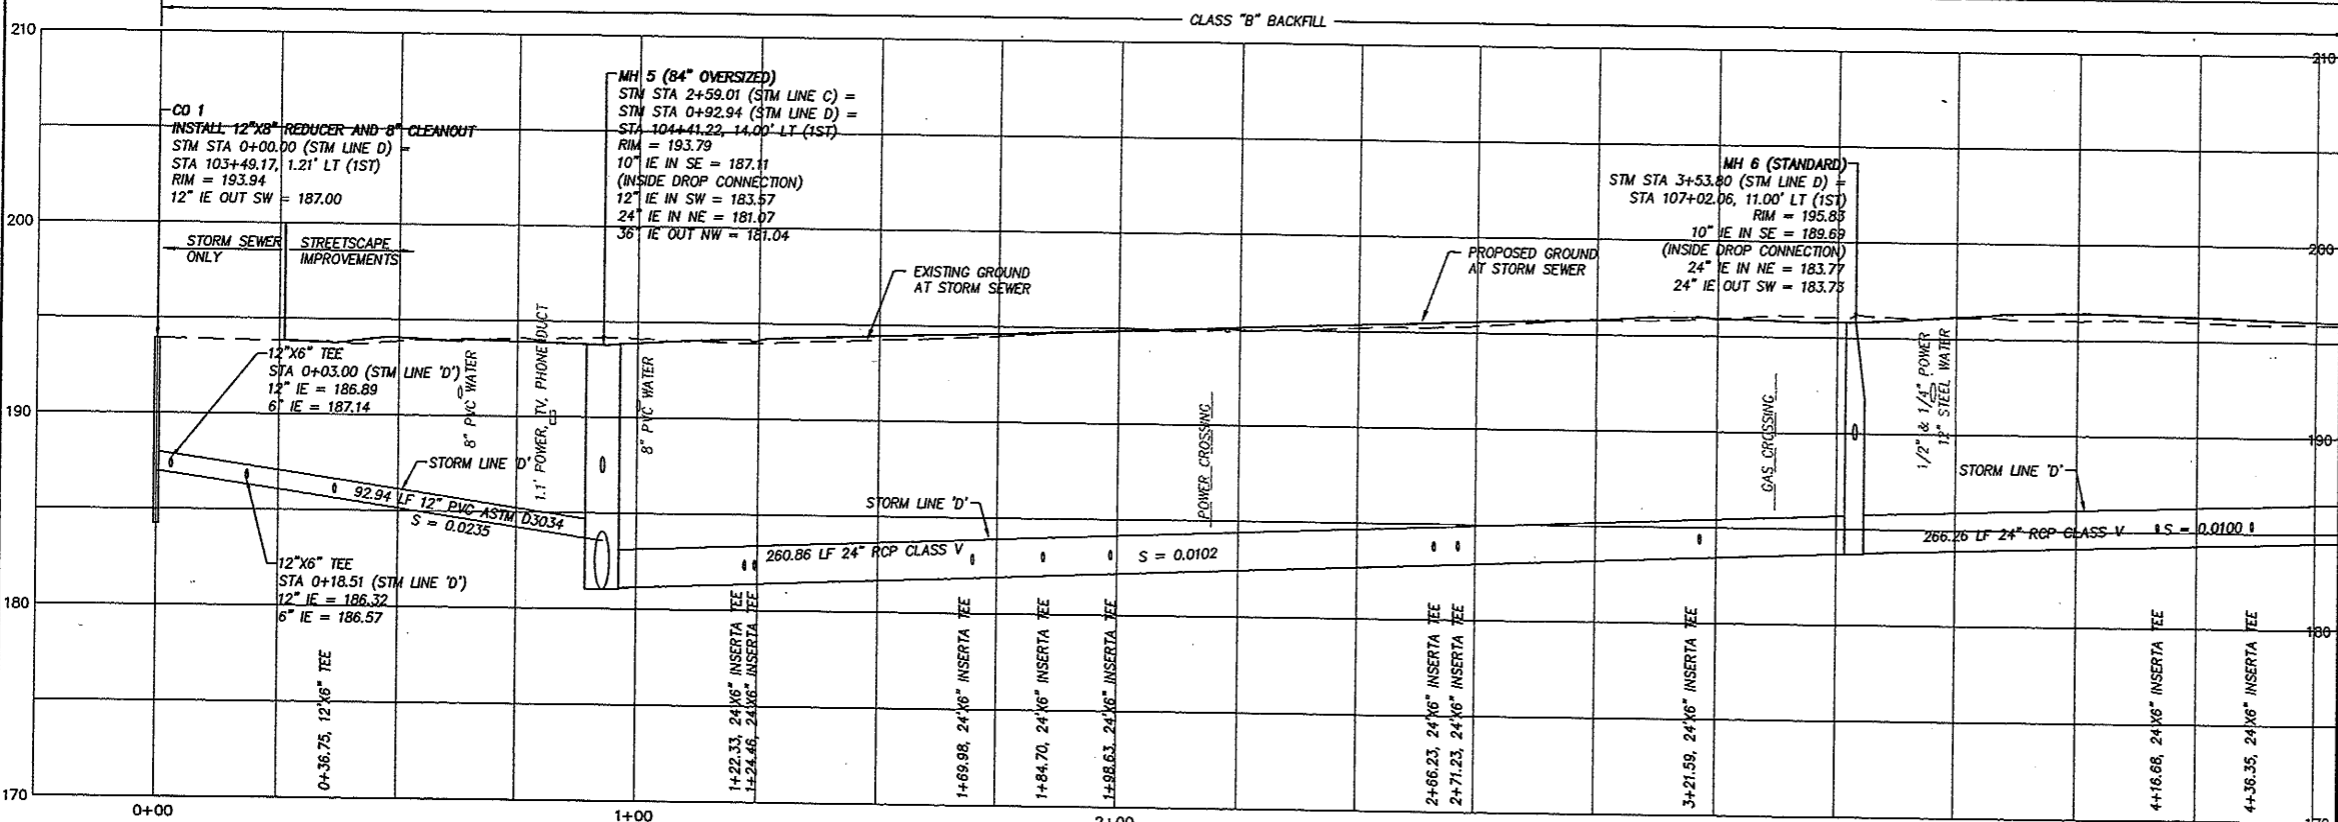 CLASS "B" BACKFILL
210
210
CO 1
INSTALL 12"X8" REDUCER AND 8" CLEANOUT
STM STA 0+00.00 (STM LINE D) =
STA 103+49.17, 1.21' LT (1ST)
RIM = 193.94
12" IE OUT SW = 187.00
MH 5 (84" OVERSIZED)
STM STA 2+59.01 (STM LINE C) =
STM STA 0+92.94 (STM LINE D) =
STA 104+41.22, 14.00' LT (1ST)
RIM = 193.79
10" IE IN SE = 187.11
(INSIDE DROP CONNECTION)
12" IE IN SW = 183.57
24" IE IN NE = 181.07
36" IE OUT NW = 181.04
MH 6 (STANDARD)
STM STA 3+53.80 (STM LINE D) =
STA 107+02.06, 11.00' LT (1ST)
RIM = 195.83
10" IE IN SE = 189.69
(INSIDE DROP CONNECTION)
24" IE IN NE = 183.77
24" IE OUT SW = 183.73
200
200
STORM SEWER
ONLY
STREETSCAPE
IMPROVEMENTS
EXISTING GROUND
AT STORM SEWER
PROPOSED GROUND
AT STORM SEWER
12"X6" TEE
STA 0+03.00 (STM LINE 'D')
12" IE = 186.89
6" IE = 187.14
8" PVC WATER
1.1' POWER, TV, PHONE DUCT
8" PVC WATER
POWER CROSSING
GAS CROSSING
1/2" & 1/4" POWER
12" STEEL WATER
190
190
STORM LINE 'D'
92.94 LF 12" PVC ASTM D3034
S = 0.0235
STORM LINE 'D'
260.86 LF 24" RCP CLASS V
S = 0.0102
STORM LINE 'D'
266.26 LF 24" RCP CLASS V
S = 0.0100
12"X6" TEE
STA 0+18.51 (STM LINE 'D')
12" IE = 186.32
6" IE = 186.57
180
180
0+36.75, 12"X6" TEE
1+22.33, 24"X6" INSERTA TEE
1+24.46, 24"X6" INSERTA TEE
1+69.98, 24"X6" INSERTA TEE
1+84.70, 24"X6" INSERTA TEE
1+98.63, 24"X6" INSERTA TEE
2+66.23, 24"X6" INSERTA TEE
2+71.23, 24"X6" INSERTA TEE
3+21.59, 24"X6" INSERTA TEE
4+16.68, 24"X6" INSERTA TEE
4+36.35, 24"X6" INSERTA TEE
170
0+00
1+00
2+00
170